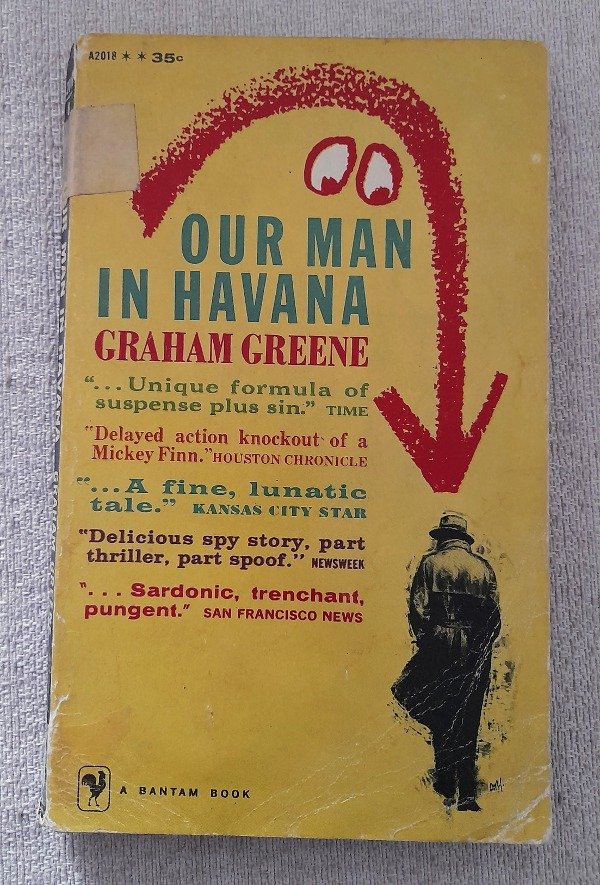 A2018 ★ ★ 35c
OUR MAN
IN HAVANA
GRAHAM GREENE
"... Unique formula of
suspense plus sin." TIME
"Delayed action knockout of a
Mickey Finn." HOUSTON CHRONICLE
"...A fine, lunatic
tale." KANSAS CITY STAR
"Delicious spy story, part
thriller, part spoof." NEWSWEEK
"... Sardonic, trenchant,
pungent." SAN FRANCISCO NEWS
A BANTAM BOOK